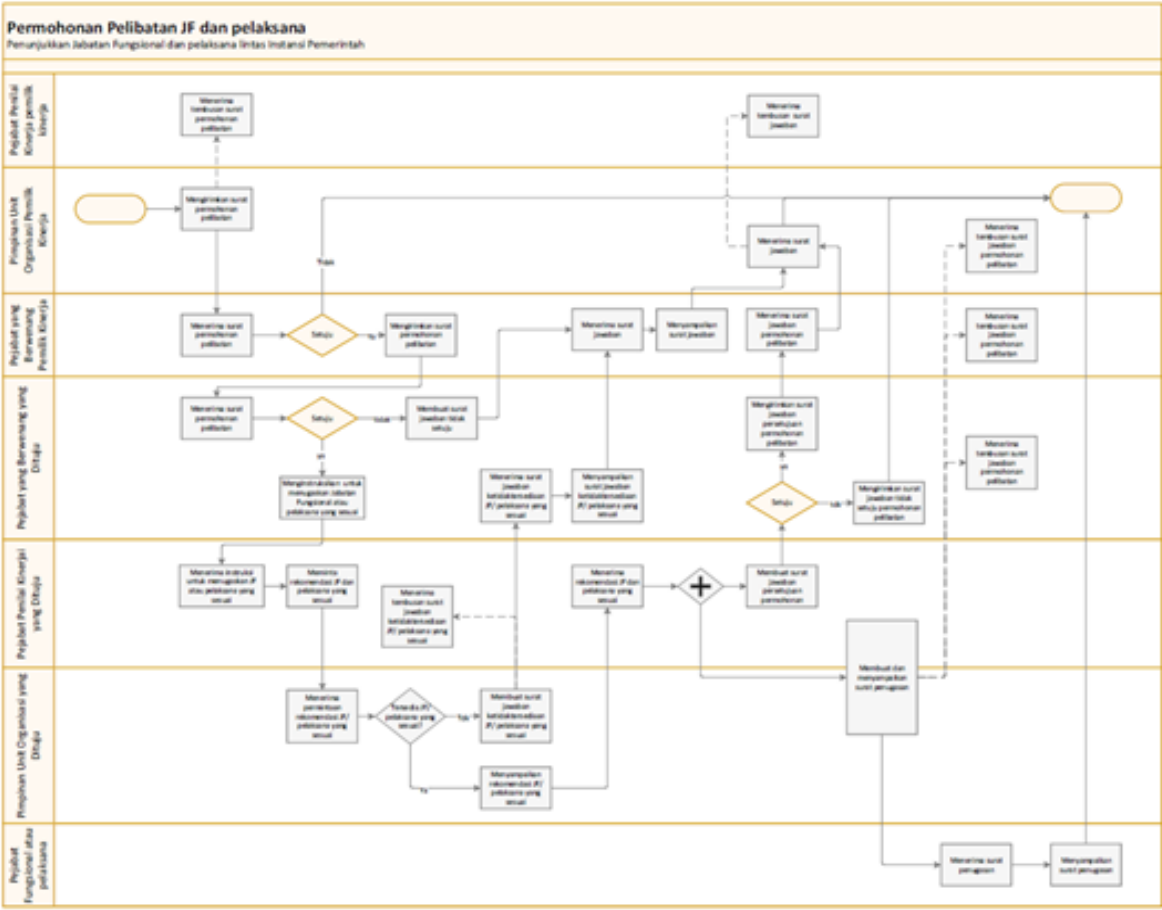 Permohonan Pelibatan JF dan pelaksana
Penunjukkan Jabatan Fungsional dan pelaksana lintas Instansi Pemerintah
Pejabat Penilai
Kinerja pemilik
kinerja
Menerima
tembusan surat
permohonan
pelibatan
Menerima
tembusan surat
jawaban
Pimpinan Unit
Organisasi Pemilik
Kinerja
Mengirimkan surat
permohonan
pelibatan
Tidak
Menerima surat
jawaban
Menerima
tembusan surat
jawaban
permohonan
pelibatan
Pejabat yang
Berwenang
Pemilik Kinerja
Menerima surat
permohonan
pelibatan
Setuju
Ya
Mengirimkan surat
permohonan
pelibatan
Menerima surat
jawaban
Menyampaikan
surat jawaban
Menerima surat
jawaban
permohonan
pelibatan
Menerima
tembusan surat
jawaban
permohonan
pelibatan
Pejabat yang Berwenang yang
Dituju
Menerima surat
permohonan
pelibatan
Setuju
tidak
Membuat surat
jawaban tidak
setuju
ya
Menginstruksikan untuk
menugaskan Jabatan
Fungsional atau
pelaksana yang sesuai
Menerima surat
jawaban
ketidaktersediaan
JF/ pelaksana yang
sesuai
Menyampaikan
surat jawaban
ketidaktersediaan
JF/ pelaksana yang
sesuai
Mengirimkan surat
jawaban
persetujuan
permohonan
pelibatan
ya
Setuju
tdk
Mengirimkan surat
jawaban tidak
setuju permohonan
pelibatan
Menerima
tembusan surat
jawaban
permohonan
pelibatan
Pejabat Penilai Kinerjai
yang Dituju
Menerima instruksi
untuk menugaskan JF
atau pelaksana yang
sesuai
Meminta
rekomendasi JF dan
pelaksana yang
sesuai
Menerima
tembusan surat
jawaban
ketidaktersediaan
JF/ pelaksana yang
sesuai
Menerima
rekomendasi JF dan
pelaksana yang
sesuai
Membuat surat
jawaban
persetujuan
permohonan
Membuat dan
menyampaikan
surat penugasan
Pimpinan Unit Organisasi yang
Dituju
Menerima
permintaan
rekomendasi JF/
pelaksana yang
sesuai
Tersedia JF/
pelaksana yang
sesuai?
Tdk
Membuat surat
jawaban
ketidaktersediaan
JF/ pelaksana yang
sesuai
Ya
Menyampaikan
rekomendasi JF/
pelaksana yang
sesuai
Pejabat
Fungsional atau
pelaksana
Menerima surat
penugasan
Menyampaikan
surat penugasan